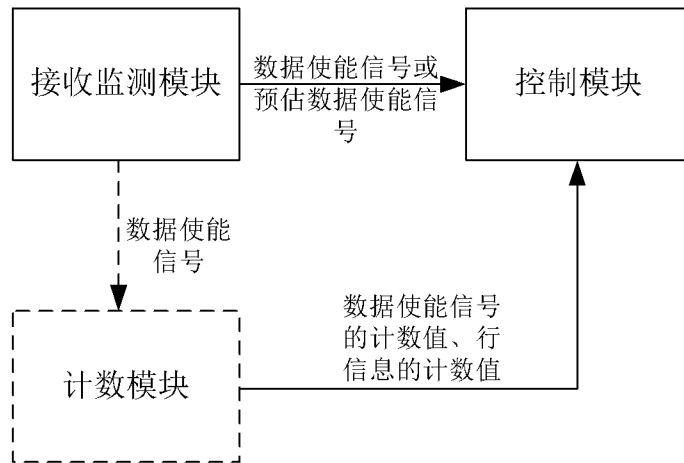 接收监测模块
数据使能信号或
预估数据使能信
号
控制模块
数据使能
信号
数据使能信号
的计数值、行
信息的计数值
计数模块